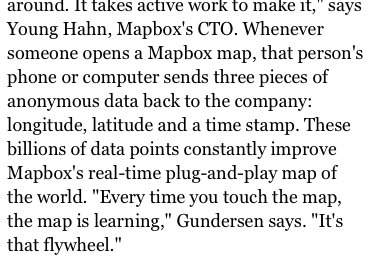 around. It takes active work to make it," says
Young Hahn, Mapbox's CTO. Whenever
someone opens a Mapbox map, that person's
phone or computer sends three pieces of
anonymous data back to the company:
longitude, latitude and a time stamp. These
billions of data points constantly improve
Mapbox's real-time plug-and-play map of
the world. "Every time you touch the map,
the map is learning," Gundersen says. "It's
that flywheel."